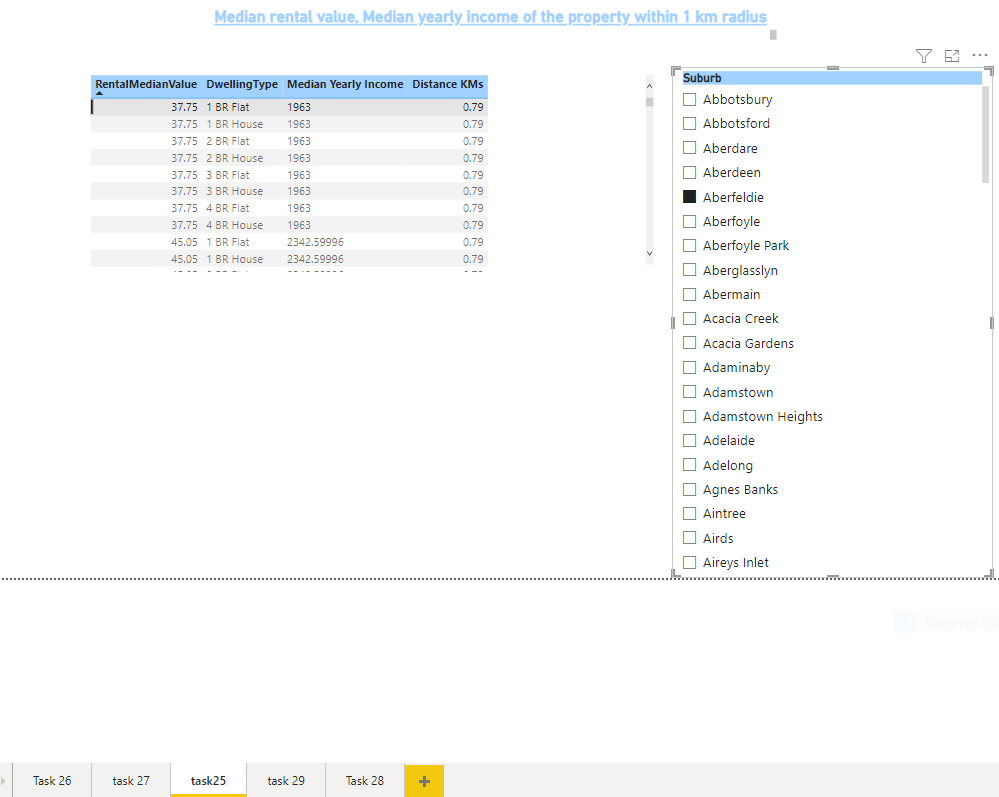 Median rental value, Median yearly income of the property within 1 km radius
RentalMedianValue DwellingType Median Yearly Income Distance KMs
37.75 1 BR Flat 1963 0.79
37.75 1 BR House 1963 0.79
37.75 2 BR Flat 1963 0.79
37.75 2 BR House 1963 0.79
37.75 3 BR Flat 1963 0.79
37.75 3 BR House 1963 0.79
37.75 4 BR Flat 1963 0.79
37.75 4 BR House 1963 0.79
45.05 1 BR Flat 2342.59996 0.79
45.05 1 BR House 2342.59996 0.79
Suburb
Abbotsbury
Abbotsford
Aberdare
Aberdeen
Aberfeldie
Aberfoyle
Aberfoyle Park
Aberglasslyn
Abermain
Acacia Creek
Acacia Gardens
Adaminaby
Adamstown
Adamstown Heights
Adelaide
Adelong
Agnes Banks
Aintree
Airds
Aireys Inlet
Rectangular
Task 26 task 27 task25 task 29 Task 28 +